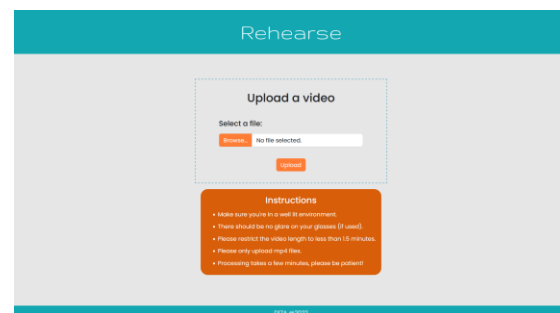 Rehearse
Upload a video
Select a file:
Browse... No file selected.
Upload
Instructions
Make sure you're in a well lit environment.
There should be no glare on your glasses (if used).
Please restrict the video length to less than 1.5 minutes.
Please only upload mp4 files.
Processing takes a few minutes, please be patient!